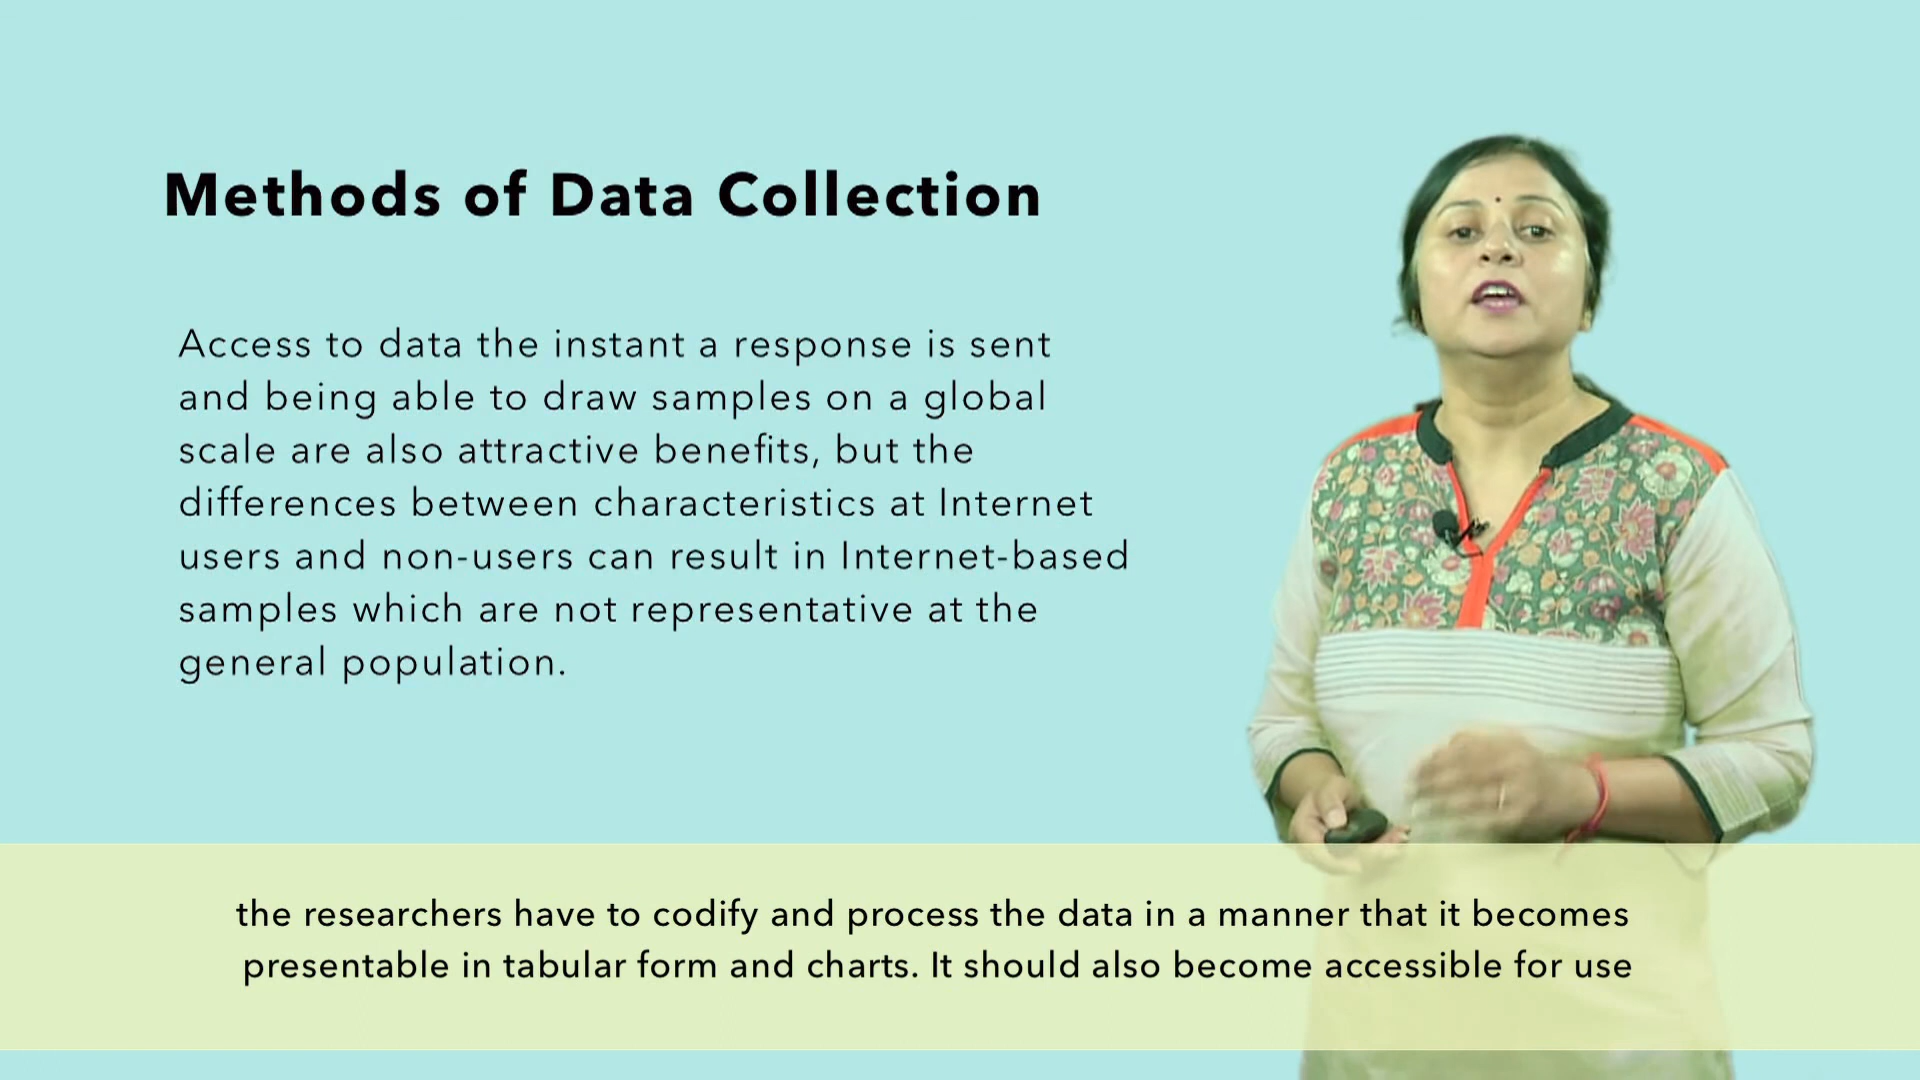 Methods of Data Collection
Access to data the instant a response is sent
and being able to draw samples on a global
scale are also attractive benefits, but the
differences between characteristics at Internet
users and non-users can result in Internet-based
samples which are not representative at the
general population.
the researchers have to codify and process the data in a manner that it becomes
presentable in tabular form and charts. It should also become accessible for use